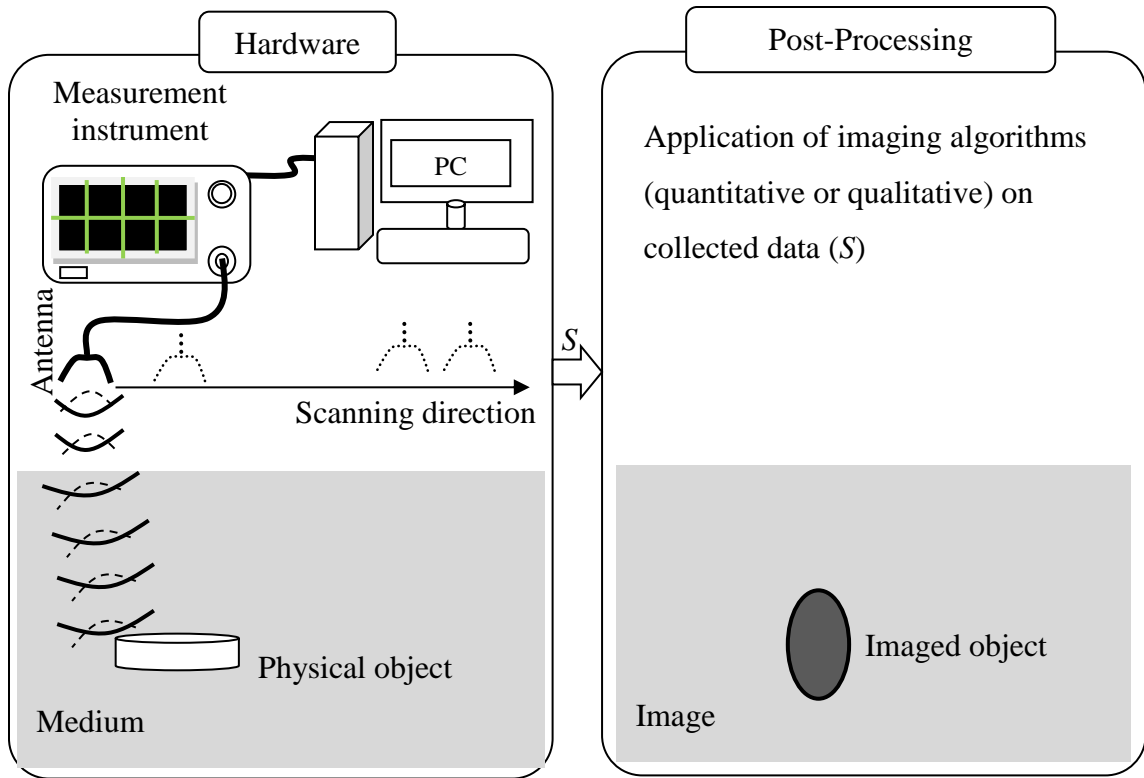 Hardware
Measurement
instrument
PC
Antenna
Scanning direction
Physical object
Medium
S
Post-Processing
Application of imaging algorithms
(quantitative or qualitative) on
collected data (S)
Imaged object
Image